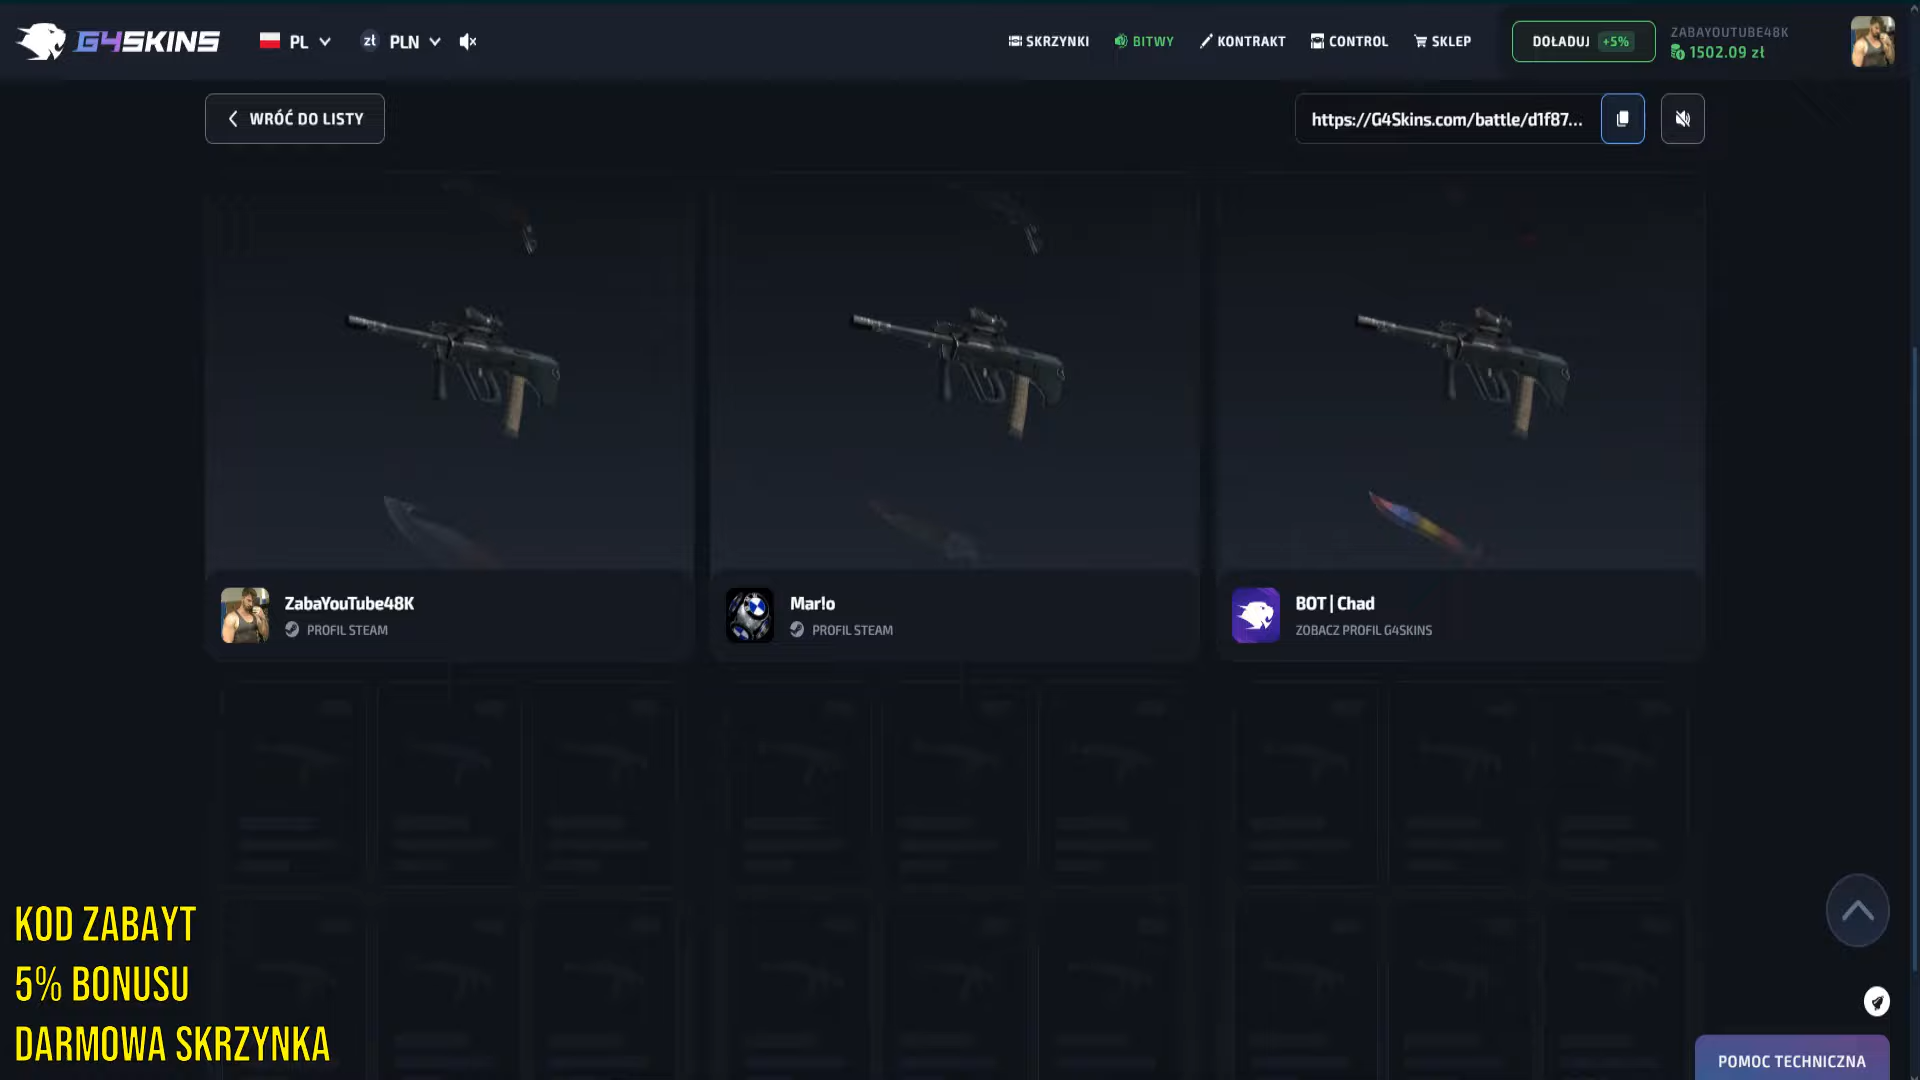 G4SKINS
PL
zł PLN
SKRZYNKI
BITWY
KONTRAKT
CONTROL
SKLEP
DOŁADUJ +5%
ZABAYOUTUBE48K
1502.09 zł
WRÓĆ DO LISTY
https://G4Skins.com/battle/d1f87...
ZabaYouTube48K
PROFIL STEAM
Marlo
PROFIL STEAM
BOT | Chad
ZOBACZ PROFIL G4SKINS
KOD ZABAYT
5% BONUSU
DARMOWA SKRZYNKA
POMOC TECHNICZNA